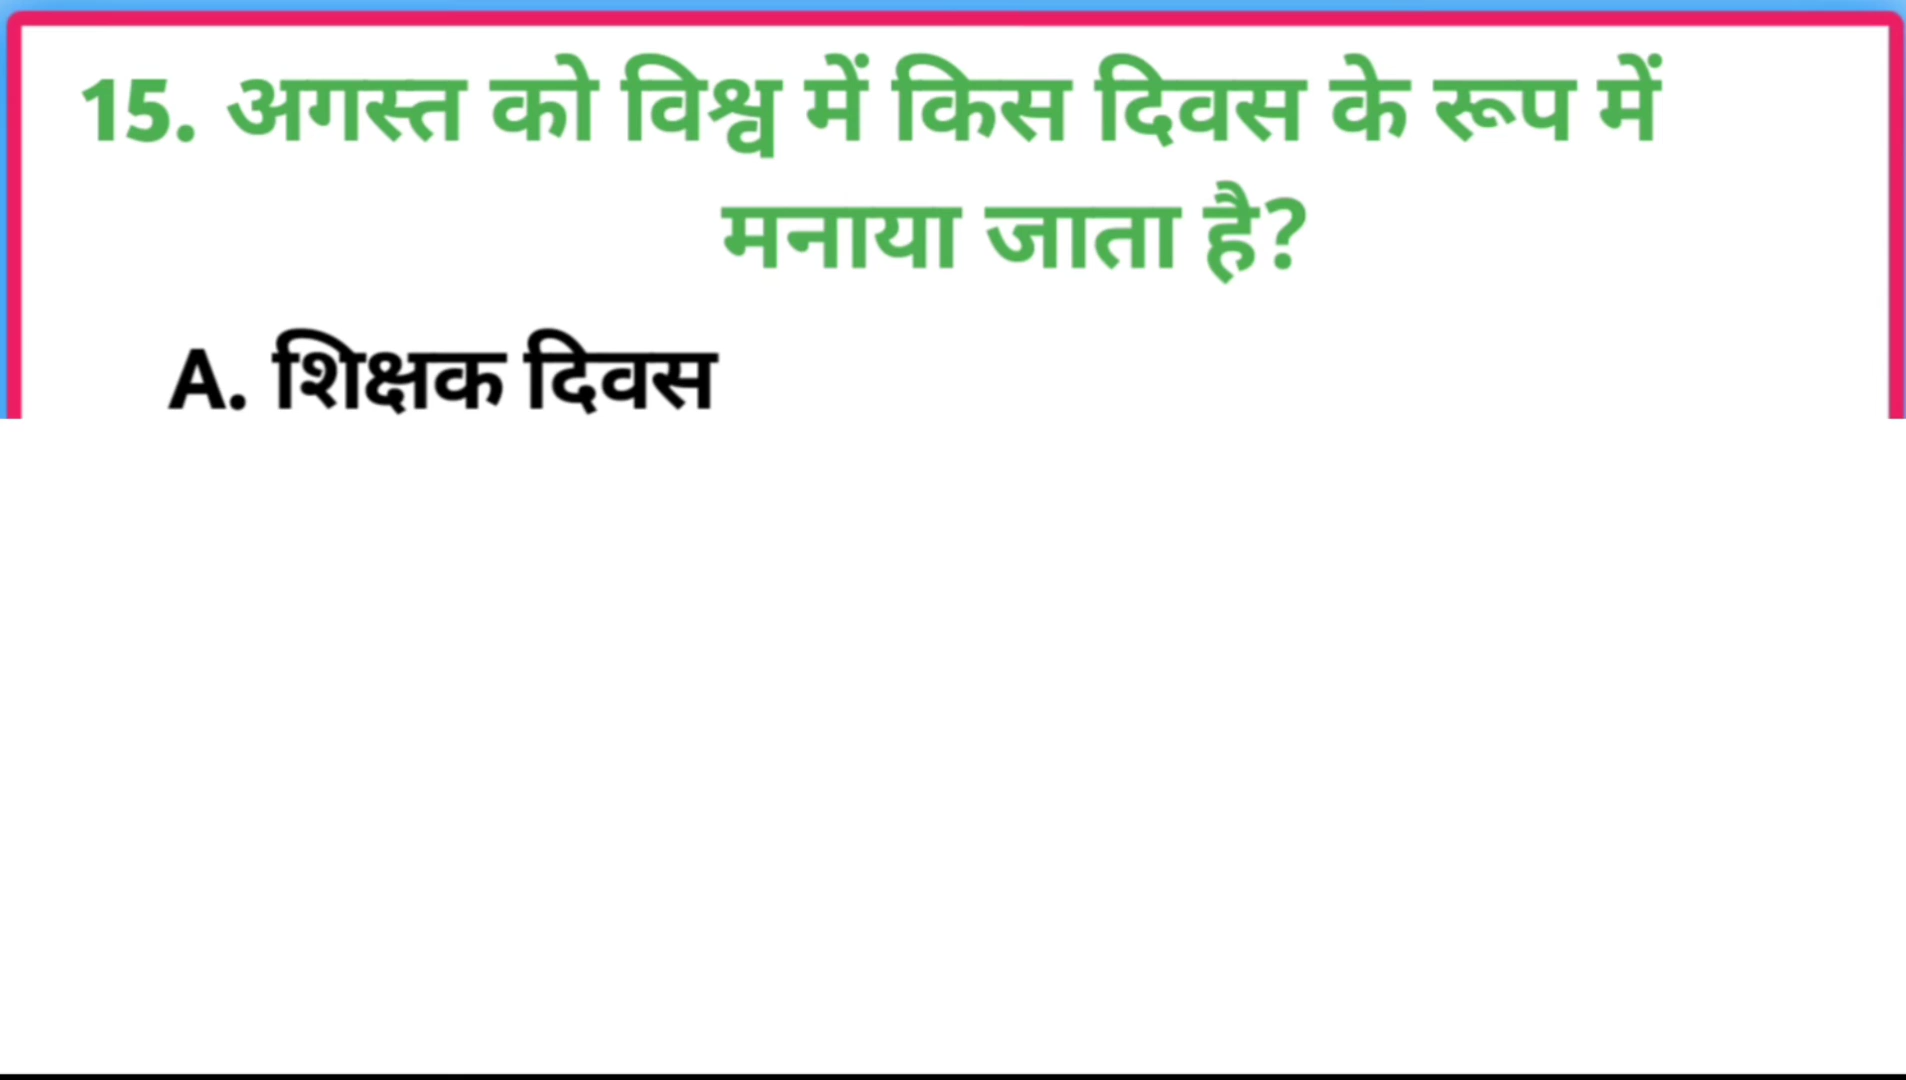 15. अगस्त को विश्व में किस दिवस के रूप में
मनाया जाता है?
A. शिक्षक दिवस